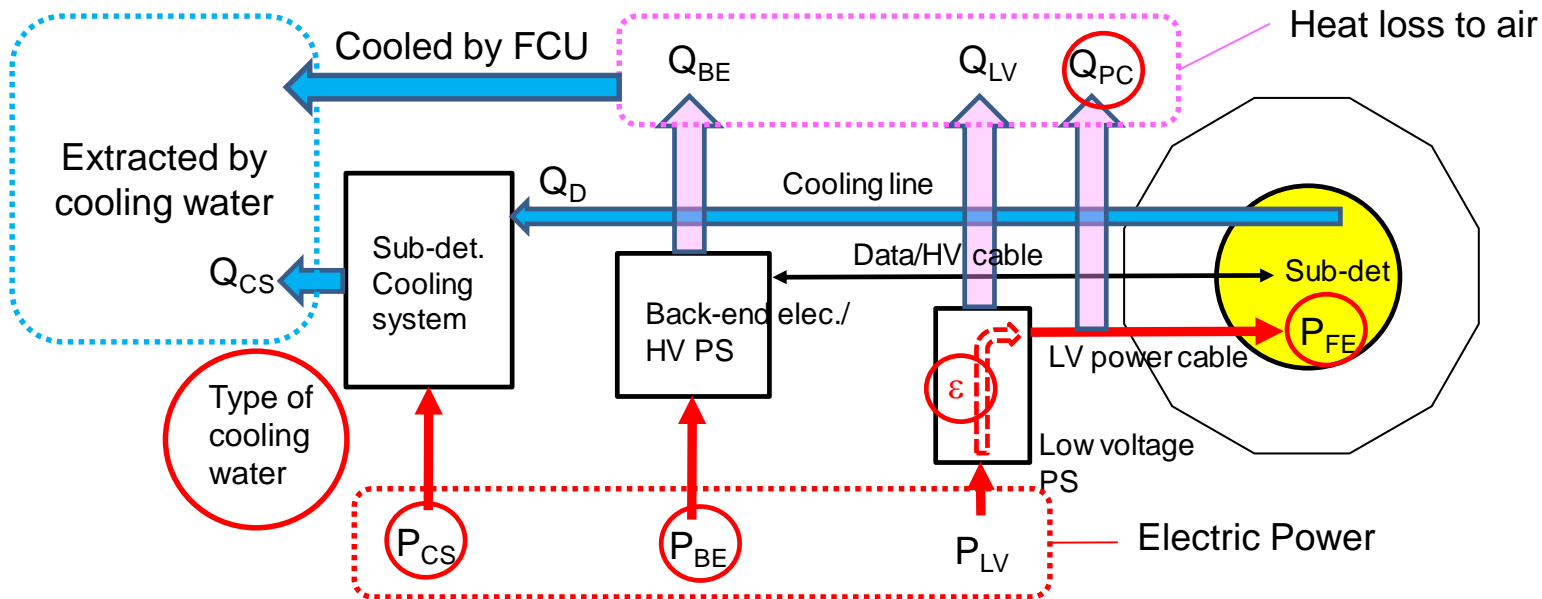 Heat loss to air
Cooled by FCU
Q_BE
Q_LV
Q_PC
Extracted by
cooling water
Q_D
Cooling line
Sub-det.
Cooling
system
Data/HV cable
Sub-det
Q_CS
Back-end elec./
HV PS
P_FE
LV power cable
ε
Type of
cooling
water
Low voltage
PS
P_CS
P_BE
P_LV
Electric Power